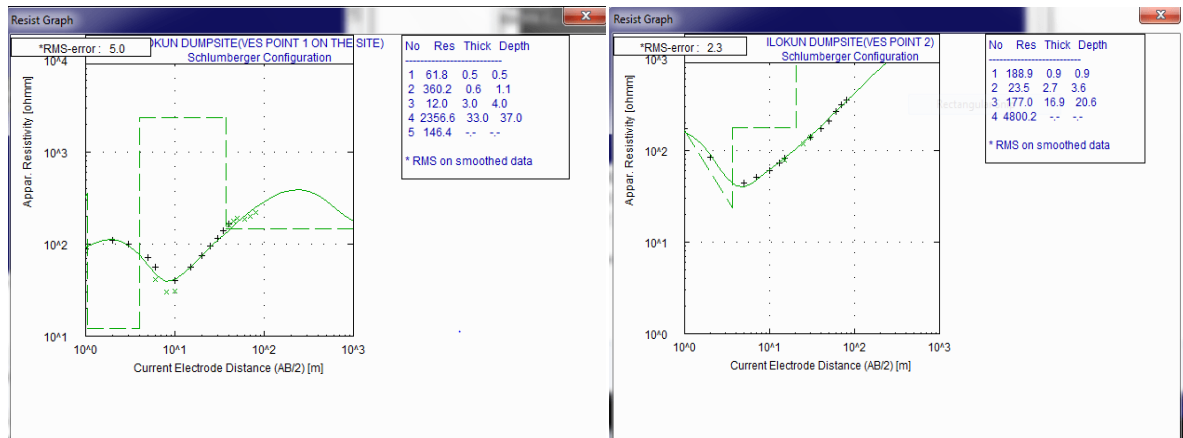 Resist Graph
*RMS-error : 5.0
OKUN DUMPSITE(VES POINT 1 ON THE SITE)
Schlumberger Configuration
10^4
10^3
10^2
10^1
Appar. Resistivity [ohmm]
10^0 10^1 10^2 10^3
Current Electrode Distance (AB/2) [m]
No Res Thick Depth
------------------------
1 61.8 0.5 0.5
2 360.2 0.6 1.1
3 12.0 3.0 4.0
4 2356.6 33.0 37.0
5 146.4 -.- -.-
* RMS on smoothed data
Resist Graph
*RMS-error : 2.3
ILOKUN DUMPSITE(VES POINT 2)
Schlumberger Configuration
10^3
10^2
10^1
10^0
Appar. Resistivity [ohmm]
10^0 10^1 10^2 10^3
Current Electrode Distance (AB/2) [m]
No Res Thick Depth
------------------------
1 188.9 0.9 0.9
2 23.5 2.7 3.6
3 177.0 16.9 20.6
4 4800.2 -.- -.-
* RMS on smoothed data